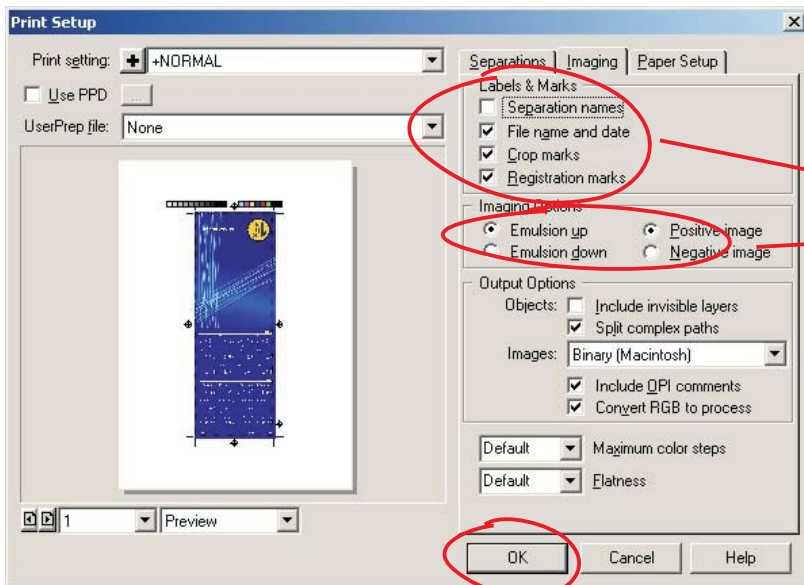 Print Setup
Print setting: +NORMAL
Use PPD ...
UserPrep file: None
1 Preview
Separations Imaging Paper Setup
Labels & Marks
Separation names
File name and date
Crop marks
Registration marks
Imaging Options
Emulsion up Positive image
Emulsion down Negative image
Output Options
Objects: Include invisible layers
Split complex paths
Images: Binary (Macintosh)
Include OPI comments
Convert RGB to process
Default Maximum color steps
Default Flatness
OK Cancel Help